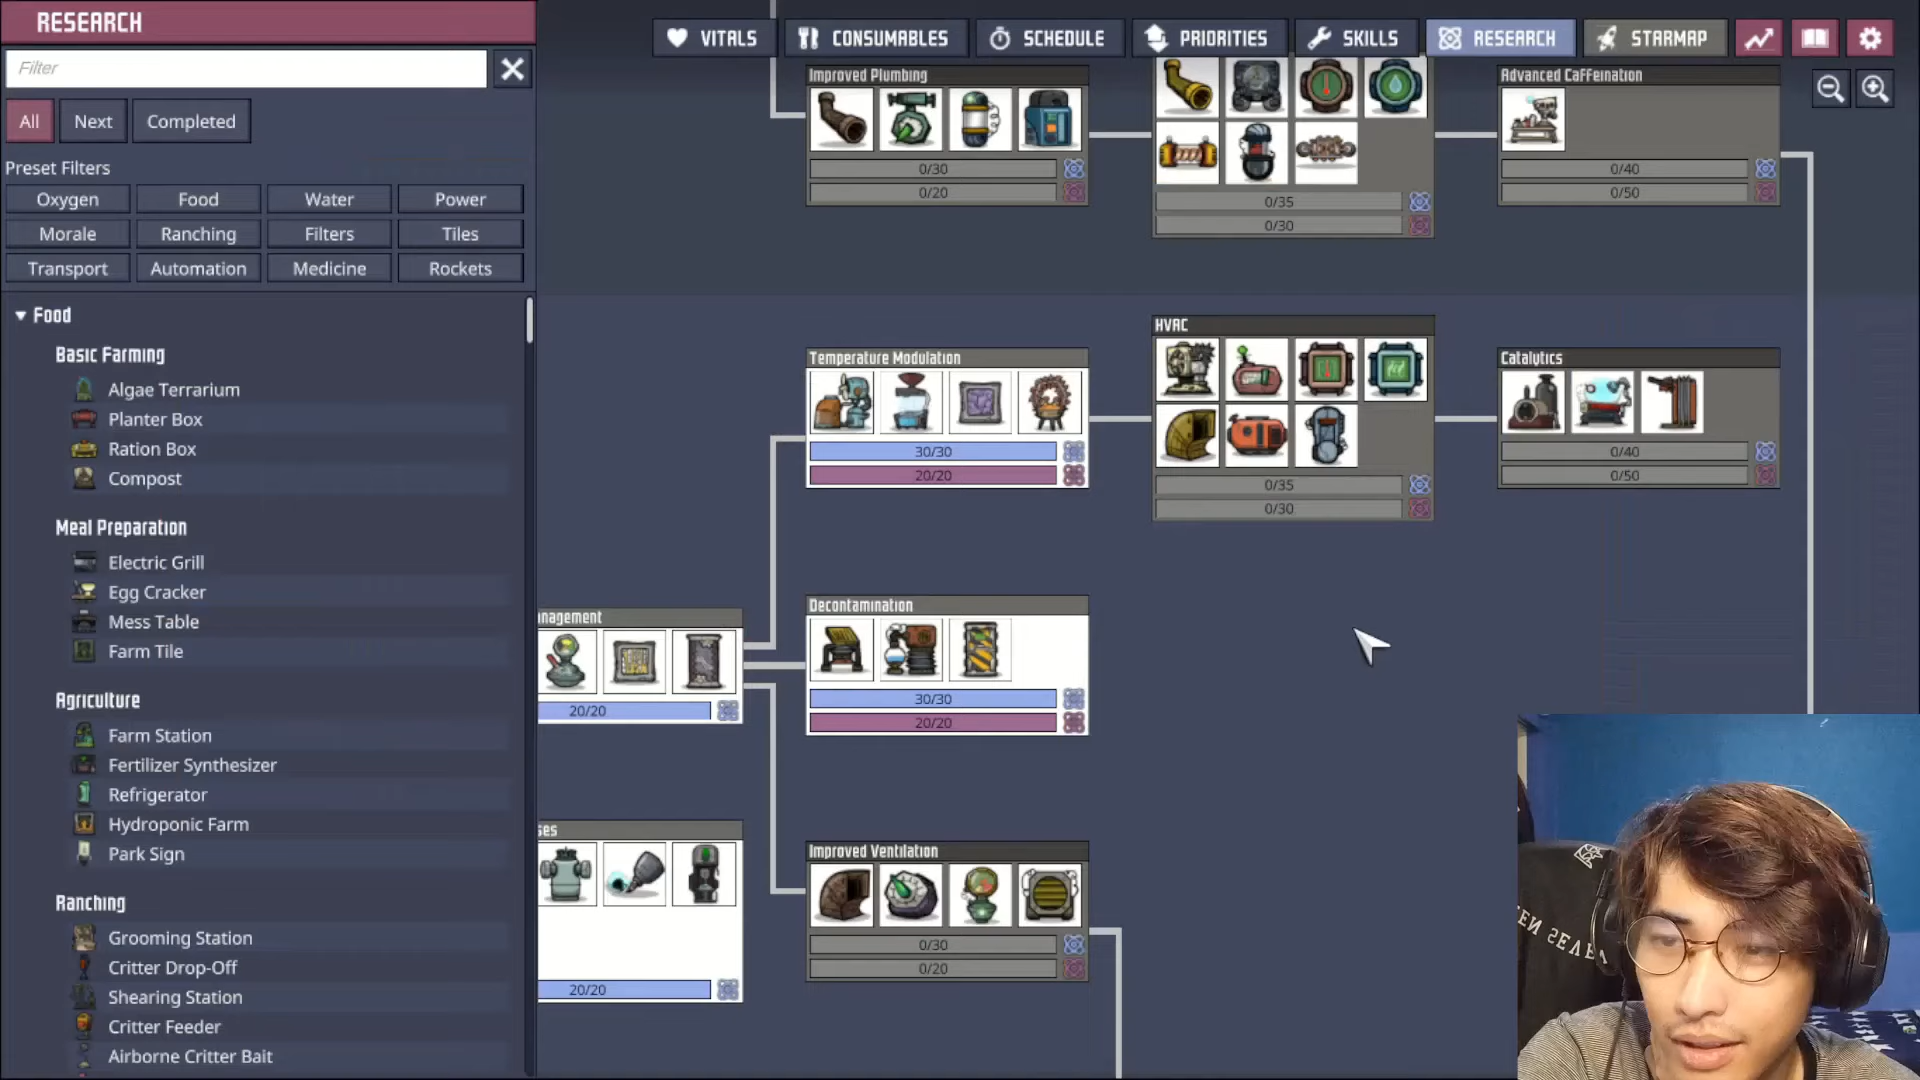 RESEARCH
VITALS
CONSUMABLES
SCHEDULE
PRIORITIES
SKILLS
RESEARCH
STARMAP
Filter
All
Next
Completed
Preset Filters
Oxygen
Food
Water
Power
Morale
Ranching
Filters
Tiles
Transport
Automation
Medicine
Rockets
Food
Basic Farming
Algae Terrarium
Planter Box
Ration Box
Compost
Meal Preparation
Electric Grill
Egg Cracker
Mess Table
Farm Tile
Agriculture
Farm Station
Fertilizer Synthesizer
Refrigerator
Hydroponic Farm
Park Sign
Ranching
Grooming Station
Critter Drop-Off
Shearing Station
Critter Feeder
Airborne Critter Bait
Improved Plumbing
0/30
0/20
0/35
0/30
Advanced Caffeination
0/40
0/50
Temperature Modulation
30/30
20/20
HVAC
0/35
0/30
Catalytics
0/40
0/50
nagement
20/20
Decontamination
30/30
20/20
ses
20/20
Improved Ventilation
0/30
0/20